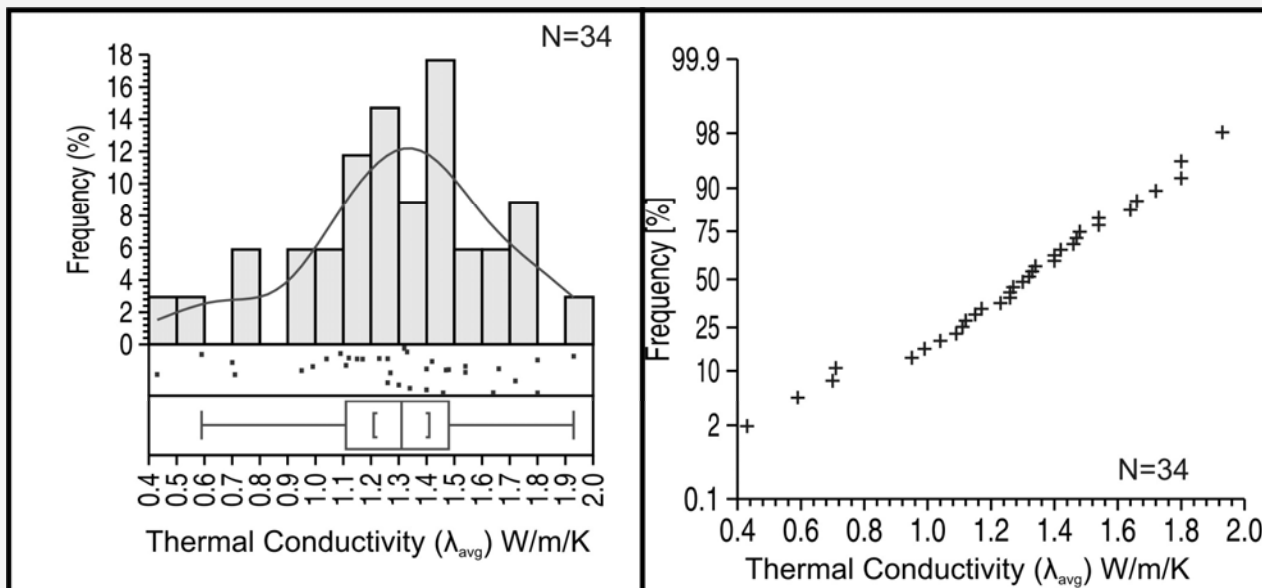 N=34
18
16
14
12
10
8
6
4
2
0
Frequency (%)
0.4 0.5 0.6 0.7 0.8 0.9 1.0 1.1 1.2 1.3 1.4 1.5 1.6 1.7 1.8 1.9 2.0
Thermal Conductivity (λavg) W/m/K
99.9
98
90
75
50
25
10
2
0.1
Frequency [%]
N=34
0.4 0.6 0.8 1.0 1.2 1.4 1.6 1.8 2.0
Thermal Conductivity (λavg) W/m/K